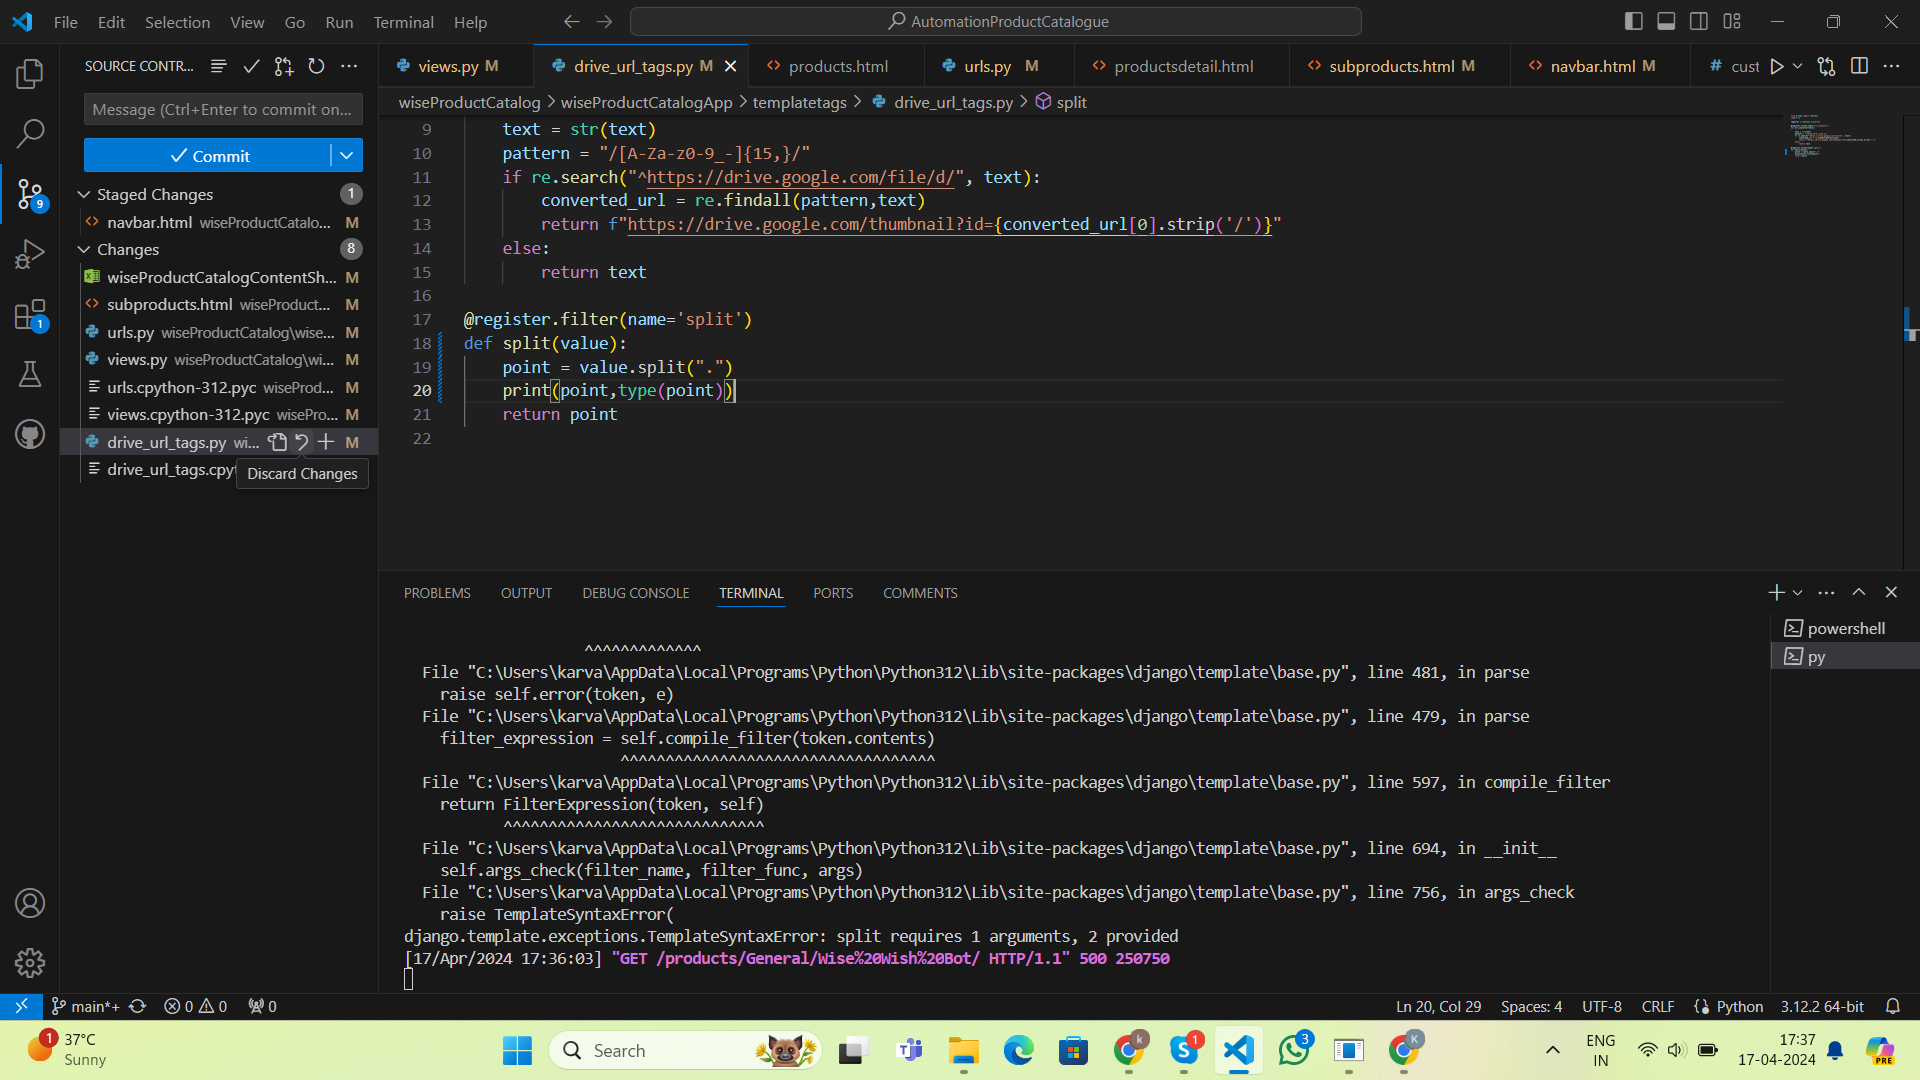 File Edit Selection View Go Run Terminal Help
AutomationProductCatalogue
SOURCE CONTR...
views.py M
drive_url_tags.py M
products.html
urls.py M
productsdetail.html
subproducts.html M
navbar.html M
# cust
Message (Ctrl+Enter to commit on...
Commit
Staged Changes 1
navbar.html wiseProductCatalo... M
Changes 8
wiseProductCatalogContentSh... M
subproducts.html wiseProduct... M
urls.py wiseProductCatalog\wise... M
views.py wiseProductCatalog\wi... M
urls.cpython-312.pyc wiseProd... M
views.cpython-312.pyc wisePro... M
drive_url_tags.py wi... M
drive_url_tags.cpyt
Discard Changes
9
1
wiseProductCatalog > wiseProductCatalogApp > templatetags > drive_url_tags.py > split
9 text = str(text)
10 pattern = "/[A-Za-z0-9_-]{15,}/"
11 if re.search("^https://drive.google.com/file/d/", text):
12 converted_url = re.findall(pattern,text)
13 return f"https://drive.google.com/thumbnail?id={converted_url[0].strip('/')}"
14 else:
15 return text
16
17 @register.filter(name='split')
18 def split(value):
19 point = value.split(".")
20 print(point,type(point))
21 return point
22
PROBLEMS OUTPUT DEBUG CONSOLE TERMINAL PORTS COMMENTS
powershell
py
^^^^^^^^^^^^^
File "C:\Users\karva\AppData\Local\Programs\Python\Python312\Lib\site-packages\django\template\base.py", line 481, in parse
raise self.error(token, e)
File "C:\Users\karva\AppData\Local\Programs\Python\Python312\Lib\site-packages\django\template\base.py", line 479, in parse
filter_expression = self.compile_filter(token.contents)
^^^^^^^^^^^^^^^^^^^^^^^^^^^^^^^^^^^
File "C:\Users\karva\AppData\Local\Programs\Python\Python312\Lib\site-packages\django\template\base.py", line 597, in compile_filter
return FilterExpression(token, self)
^^^^^^^^^^^^^^^^^^^^^^^^^^^^^
File "C:\Users\karva\AppData\Local\Programs\Python\Python312\Lib\site-packages\django\template\base.py", line 694, in __init__
self.args_check(filter_name, filter_func, args)
File "C:\Users\karva\AppData\Local\Programs\Python\Python312\Lib\site-packages\django\template\base.py", line 756, in args_check
raise TemplateSyntaxError(
django.template.exceptions.TemplateSyntaxError: split requires 1 arguments, 2 provided
[17/Apr/2024 17:36:03] "GET /products/General/Wise%20Wish%20Bot/ HTTP/1.1" 500 250750
main*+ 0 0 0
Ln 20, Col 29 Spaces: 4 UTF-8 CRLF Python 3.12.2 64-bit
1
37°C
Sunny
Search
k
1
3
K
ENG
IN
17:37
17-04-2024
PRE